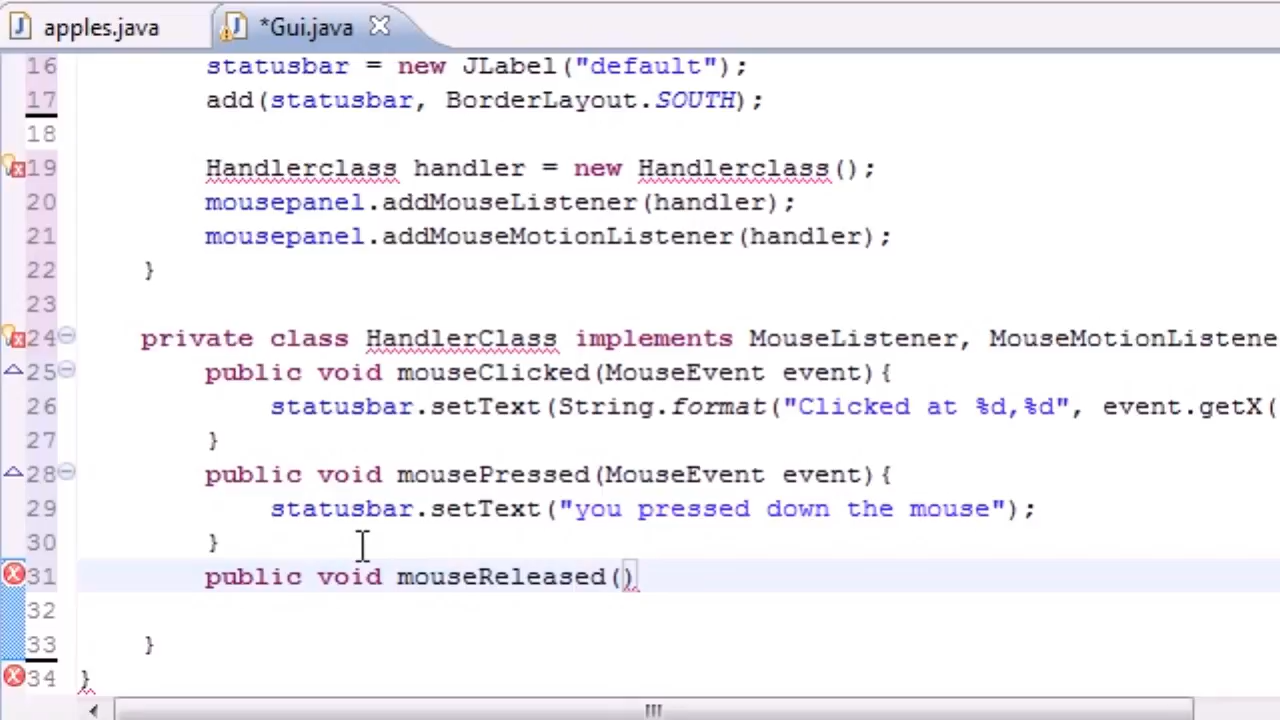 apples.java *Gui.java
16 statusbar = new JLabel("default");
17 add(statusbar, BorderLayout.SOUTH);
18
19 Handlerclass handler = new Handlerclass();
20 mousepanel.addMouseListener(handler);
21 mousepanel.addMouseMotionListener(handler);
22 }
23
24 private class HandlerClass implements MouseListener, MouseMotionListene
25 public void mouseClicked(MouseEvent event){
26 statusbar.setText(String.format("Clicked at %d,%d", event.getX(
27 }
28 public void mousePressed(MouseEvent event){
29 statusbar.setText("you pressed down the mouse");
30 }
31 public void mouseReleased()
32
33 }
34 }